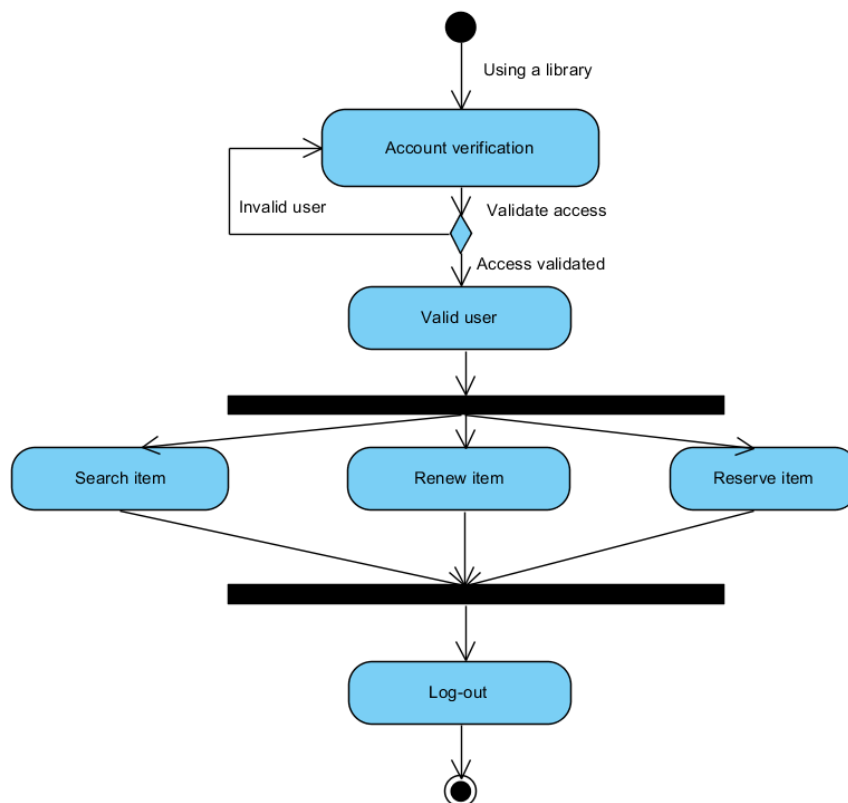 Using a library
Account verification
Invalid user
Validate access
Access validated
Valid user
Search item
Renew item
Reserve item
Log-out